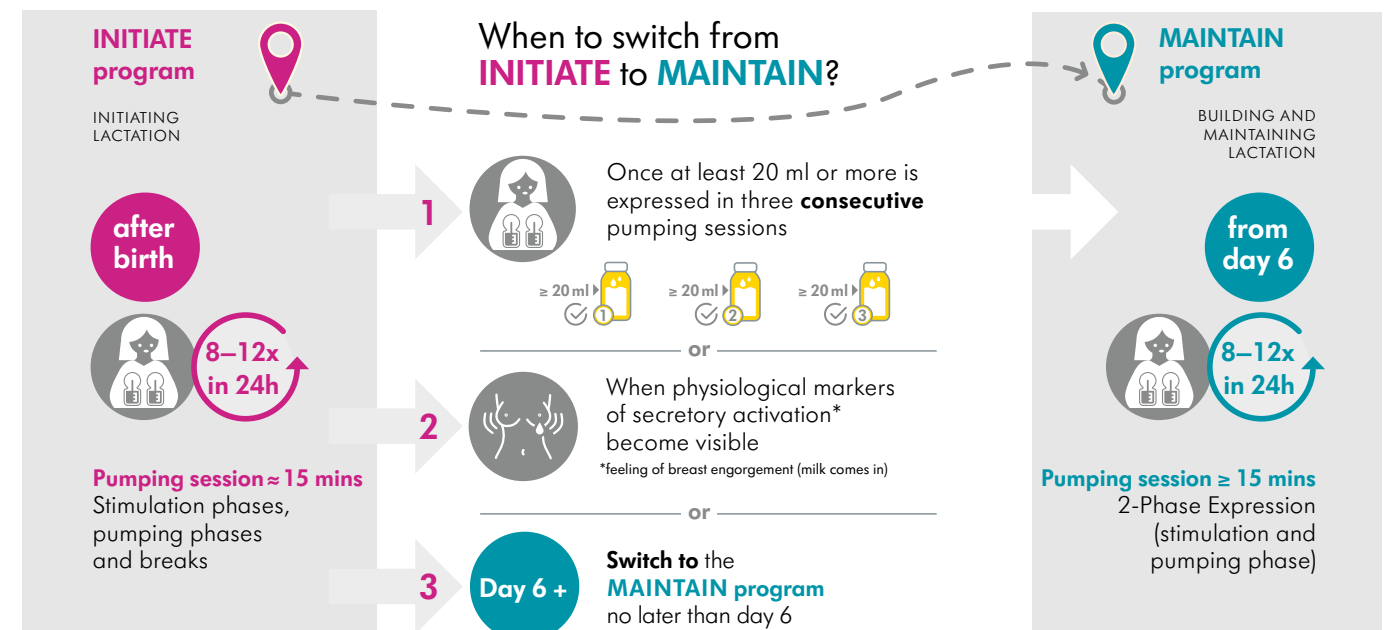 INITIATE
program
INITIATING
LACTATION
after
birth
8–12x
in 24h
Pumping session ≈ 15 mins
Stimulation phases,
pumping phases
and breaks
When to switch from
INITIATE to MAINTAIN?
1
Once at least 20 ml or more is
expressed in three consecutive
pumping sessions
≥ 20 ml
1
≥ 20 ml
2
≥ 20 ml
3
or
2
When physiological markers
of secretory activation*
become visible
*feeling of breast engorgement (milk comes in)
or
3
Day 6 +
Switch to the
MAINTAIN program
no later than day 6
MAINTAIN
program
BUILDING AND
MAINTAINING
LACTATION
from
day 6
8–12x
in 24h
Pumping session ≥ 15 mins
2-Phase Expression
(stimulation and
pumping phase)